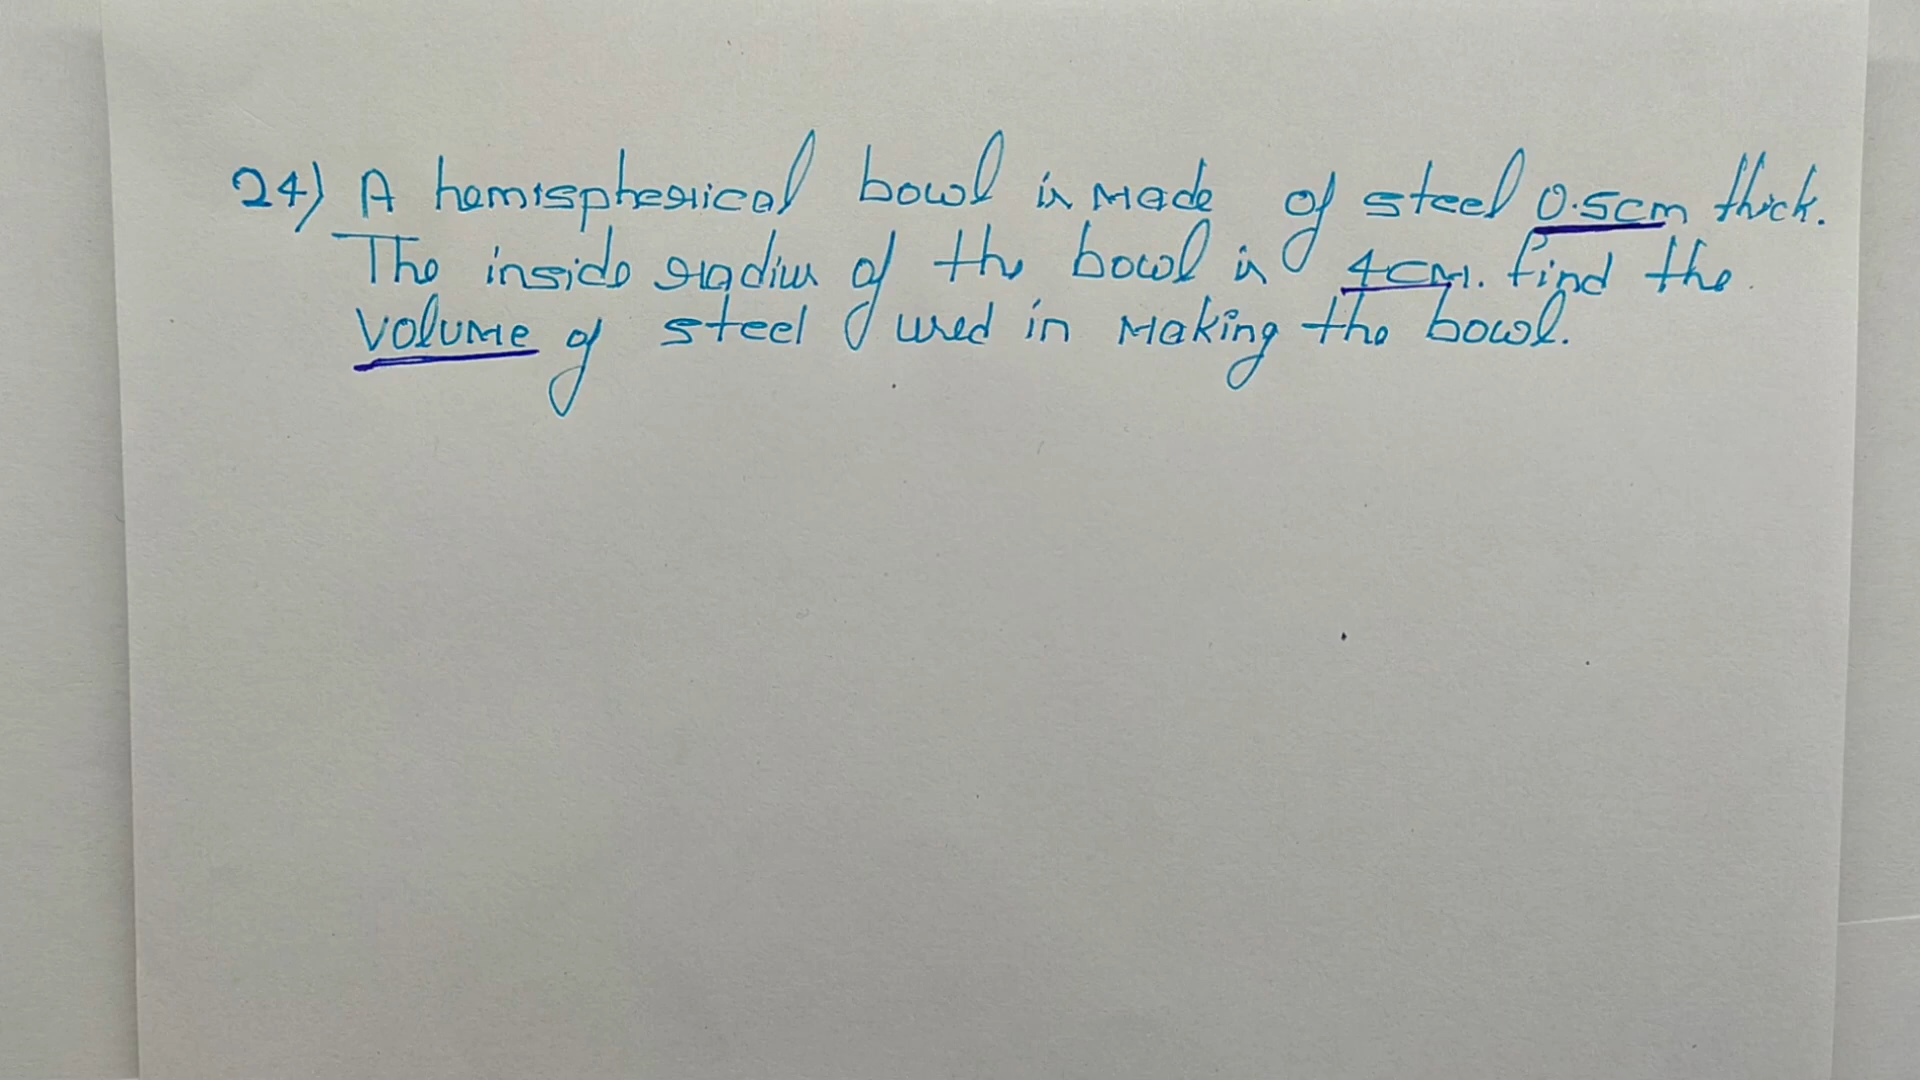 24) A hemispherical bowl is made of steel 0.5cm thick.
The inside radius of the bowl is 4cm. find the
volume of steel used in making the bowl.